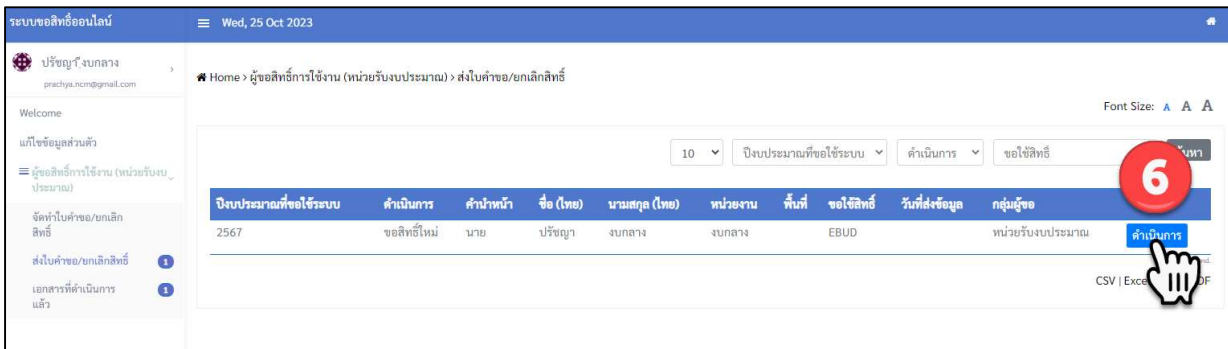 ระบบขอสิทธิ์ออนไลน์
Wed, 25 Oct 2023
ปรัชญา งบกลาง
prachya.ncm@gmail.com
Home › ผู้ขอสิทธิ์การใช้งาน (หน่วยรับงบประมาณ) › ส่งใบคำขอ/ยกเลิกสิทธิ์
Font Size: A A A
Welcome
แก้ไขข้อมูลส่วนตัว
ผู้ขอสิทธิ์การใช้งาน (หน่วยรับงบ
ประมาณ)
จัดทำใบคำขอ/ยกเลิก
สิทธิ์
ส่งใบคำขอ/ยกเลิกสิทธิ์ 1
เอกสารที่ดำเนินการ 1
แล้ว
10 ปีงบประมาณที่ขอใช้ระบบ ดำเนินการ ขอใช้สิทธิ์
6
ปีงบประมาณที่ขอใช้ระบบ ดำเนินการ คำนำหน้า ชื่อ (ไทย) นามสกุล (ไทย) หน่วยงาน พื้นที่ ขอใช้สิทธิ์ วันที่ส่งข้อมูล กลุ่มผู้ขอ
2567 ขอสิทธิ์ใหม่ นาย ปรัชญา งบกลาง งบกลาง EBUD หน่วยรับงบประมาณ ดำเนินการ
CSV |